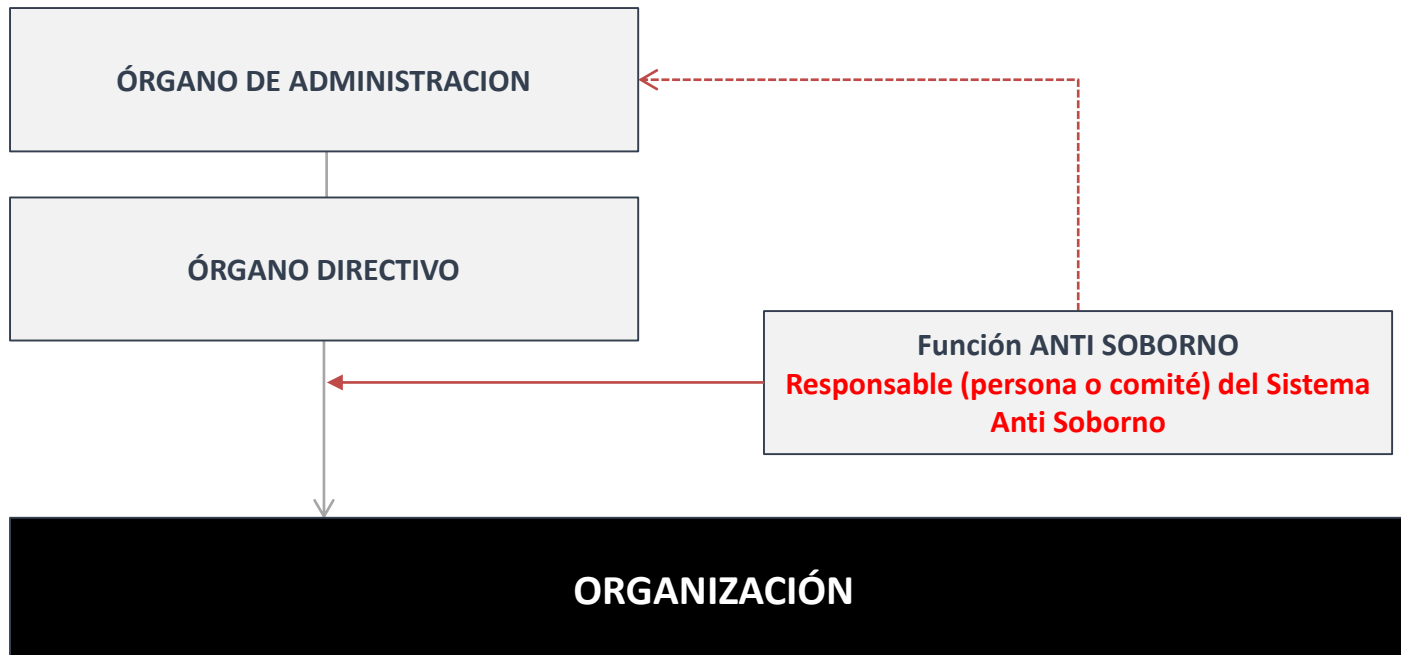 ÓRGANO DE ADMINISTRACION
ÓRGANO DIRECTIVO
Función ANTI SOBORNO
Responsable (persona o comité) del Sistema
Anti Soborno
ORGANIZACIÓN